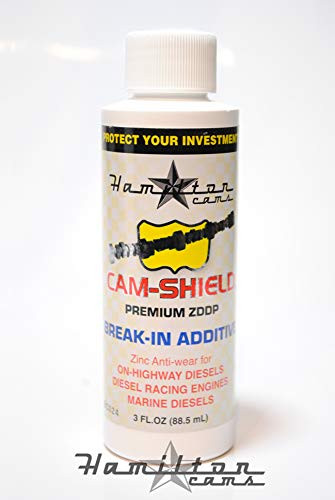 PROTECT YOUR INVESTMENT
Hamilton
cams
CAM-SHIELD
PREMIUM ZDDP
BREAK-IN ADDITIVE
Zinc Anti-wear for
ON-HIGHWAY DIESELS
DIESEL RACING ENGINES
MARINE DIESELS
3 FL.OZ (88.5 mL)
Hamilton
cams